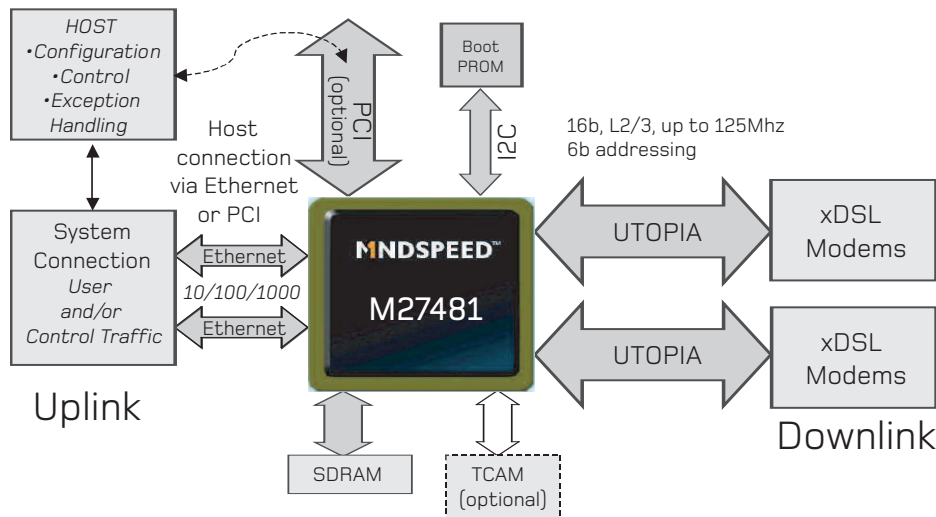 HOST
•Configuration
•Control
•Exception
Handling
PCI
(optional)
Boot
PROM
I2C
16b, L2/3, up to 125Mhz
6b addressing
Host
connection
via Ethernet
or PCI
System
Connection
User
and/or
Control Traffic
Ethernet
10/100/1000
Ethernet
MNDSPEED™
M27481
UTOPIA
xDSL
Modems
UTOPIA
xDSL
Modems
Uplink
Downlink
SDRAM
TCAM
(optional)